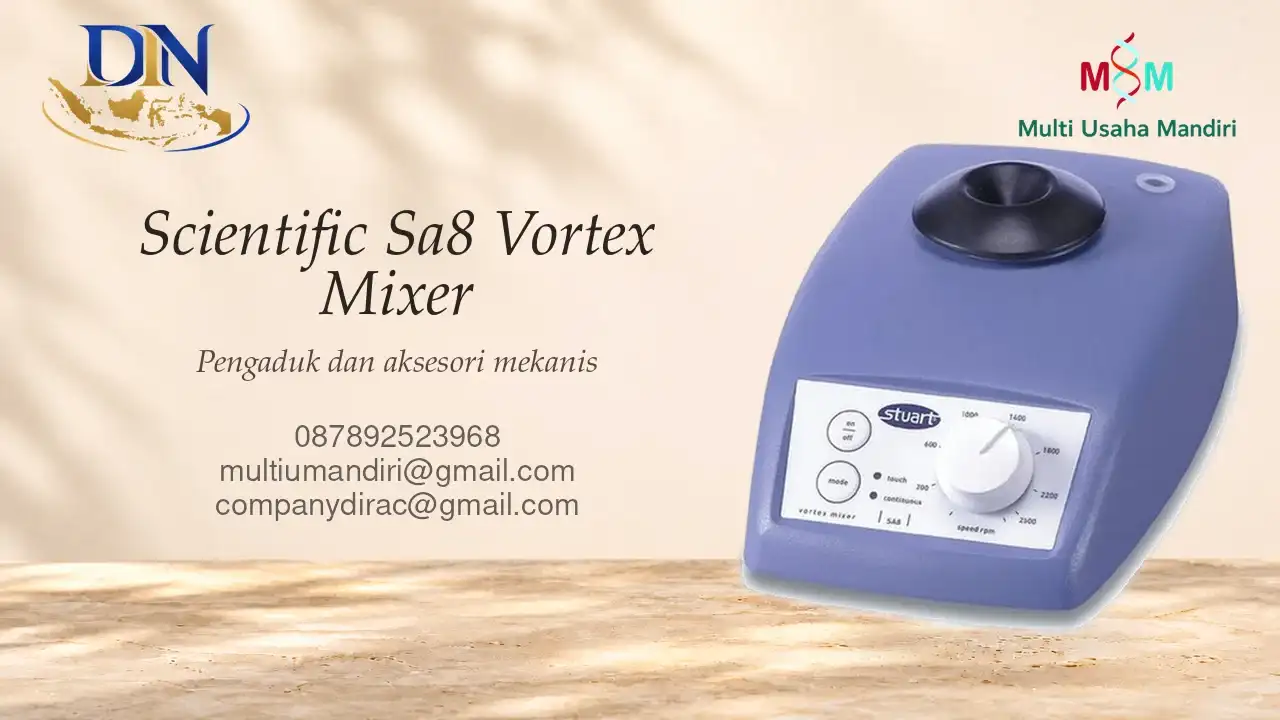 DIN
MSM
Multi Usaha Mandiri
Scientific Sa8 Vortex
Mixer
Pengaduk dan aksesori mekanis
087892523968
multiumandiri@gmail.com
companydirac@gmail.com
on
off
stuart
mode
touch
continuous
vortex mixer
SA8
200
600
1000
1400
1800
2200
2500
speed rpm